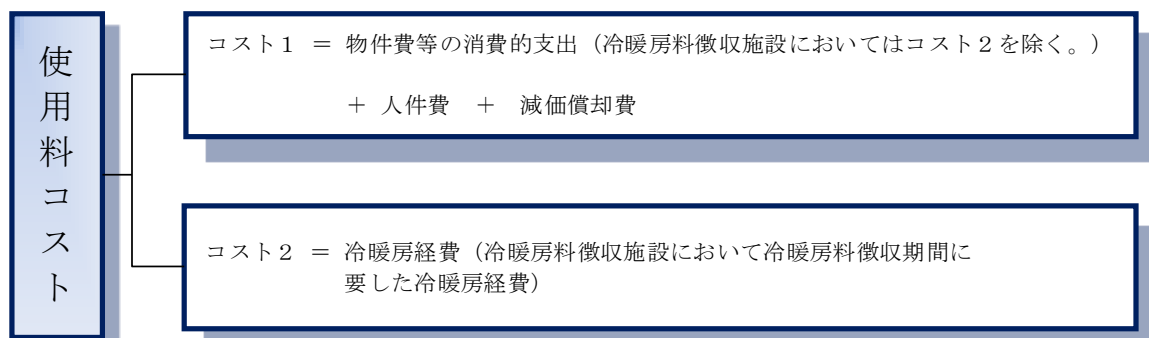 使用料コスト
コスト１ ＝ 物件費等の消費的支出（冷暖房料徴収施設においてはコスト２を除く。）
＋ 人件費 ＋ 減価償却費
コスト２ ＝ 冷暖房経費（冷暖房料徴収施設において冷暖房料徴収期間に
要した冷暖房経費）